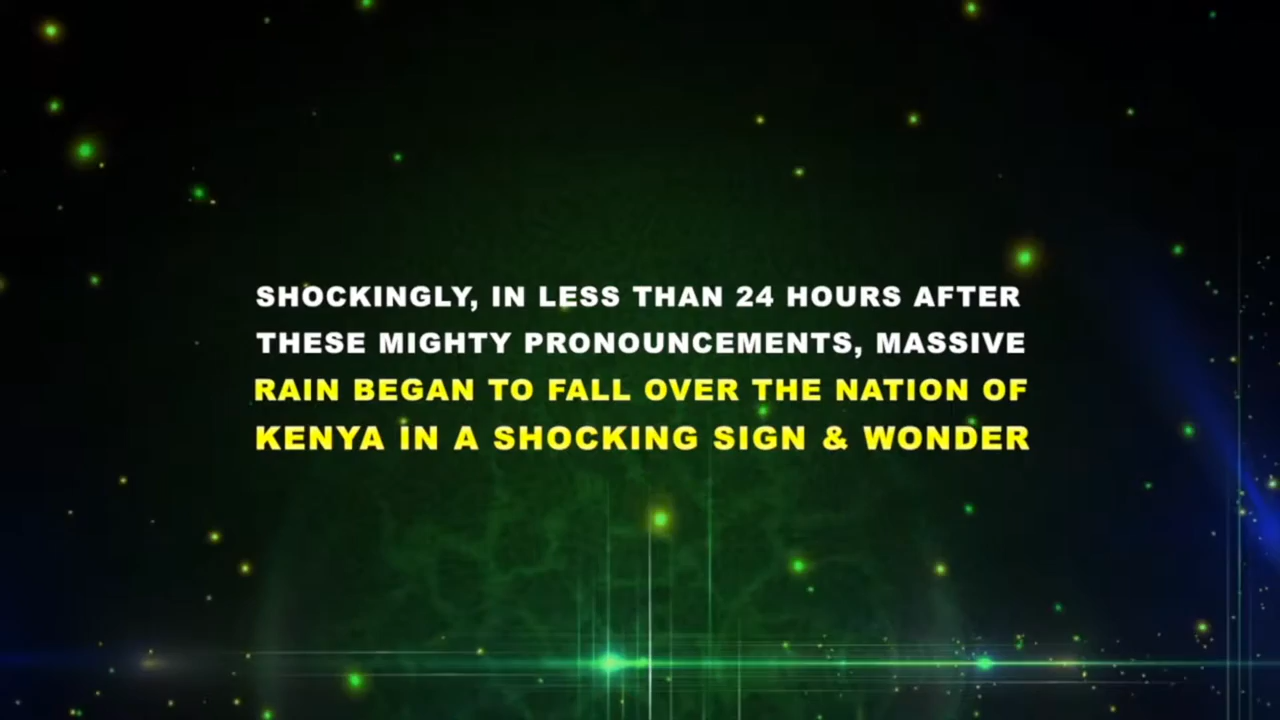 SHOCKINGLY, IN LESS THAN 24 HOURS AFTER
THESE MIGHTY PRONOUNCEMENTS, MASSIVE
RAIN BEGAN TO FALL OVER THE NATION OF
KENYA IN A SHOCKING SIGN & WONDER